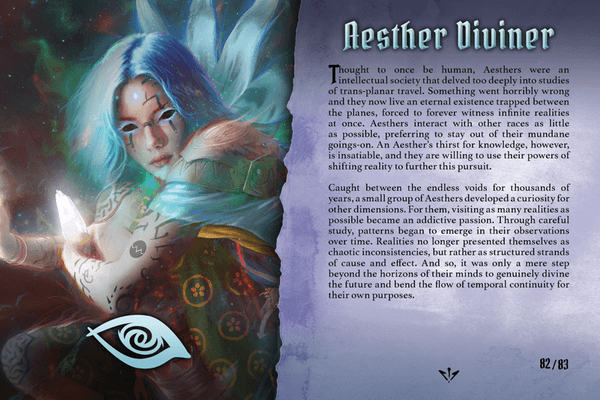 Aesther Diviner
Thought to once be human, Aesthers were an
intellectual society that delved too deeply into studies
of trans-planar travel. Something went horribly wrong
and they now live an eternal existence trapped between
the planes, forced to forever witness infinite realities
at once. Aesthers interact with other races as little
as possible, preferring to stay out of their mundane
goings-on. An Aesther's thirst for knowledge, however,
is insatiable, and they are willing to use their powers of
shifting reality to further this pursuit.
Caught between the endless voids for thousands of
years, a small group of Aesthers developed a curiosity for
other dimensions. For them, visiting as many realities as
possible became an addictive passion. Through careful
study, patterns began to emerge in their observations
over time. Realities no longer presented themselves as
chaotic inconsistencies, but rather as structured strands
of cause and effect. And so, it was only a mere step
beyond the horizons of their minds to genuinely divine
the future and bend the flow of temporal continuity for
their own purposes.
82/83